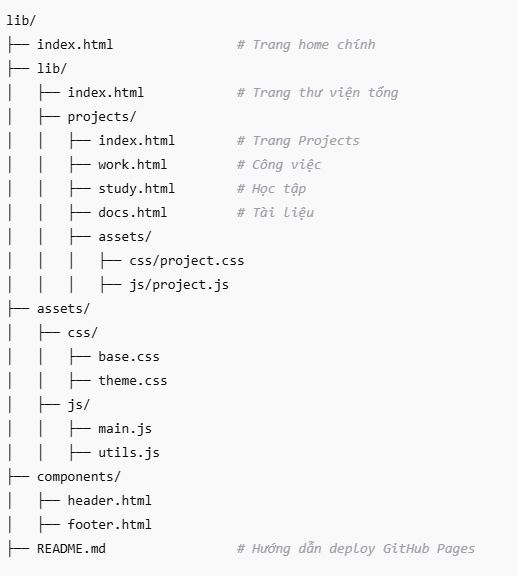 lib/
├── index.html                # Trang home chính
├── lib/
│   ├── index.html            # Trang thư viện tổng
│   ├── projects/
│   │   ├── index.html        # Trang Projects
│   │   ├── work.html         # Công việc
│   │   ├── study.html        # Học tập
│   │   ├── docs.html         # Tài liệu
│   │   ├── assets/
│   │   │   ├── css/project.css
│   │   │   ├── js/project.js
├── assets/
│   ├── css/
│   │   ├── base.css
│   │   ├── theme.css
│   ├── js/
│   │   ├── main.js
│   │   ├── utils.js
├── components/
│   ├── header.html
│   ├── footer.html
├── README.md                 # Hướng dẫn deploy GitHub Pages